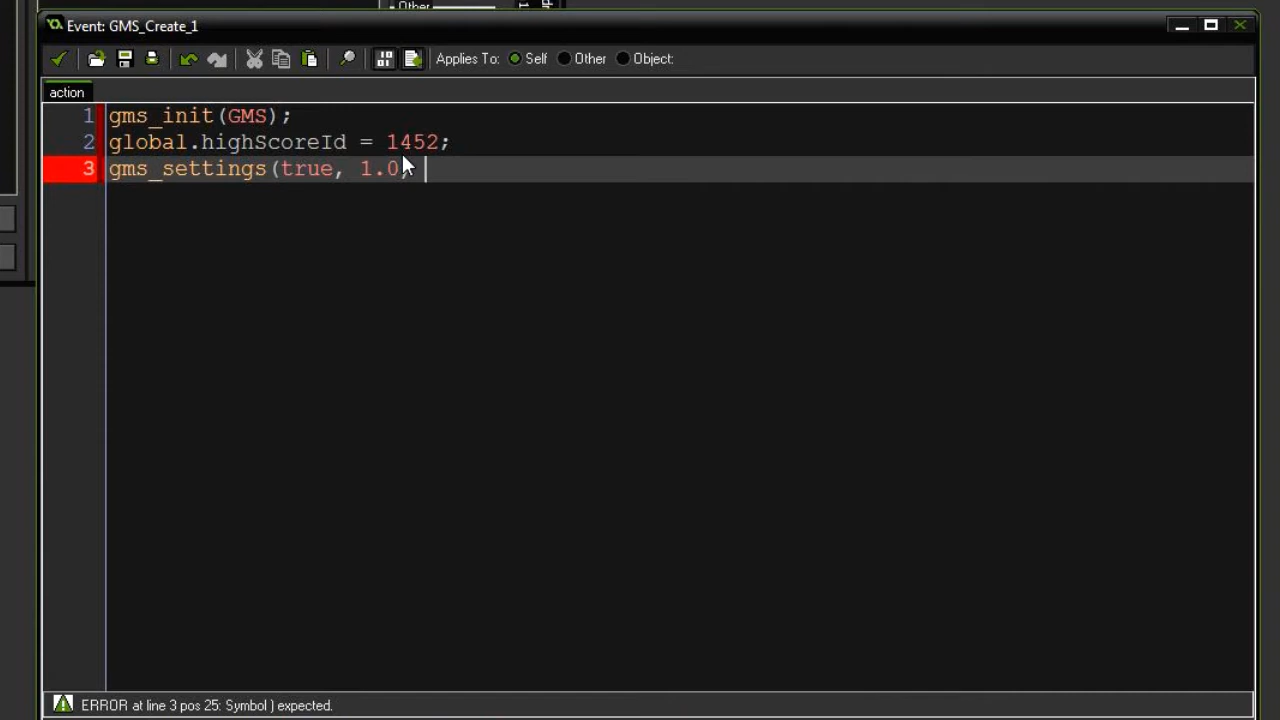 Other
Event: GMS_Create_1
Applies To: Self Other Object:
action
1 gms_init(GMS);
2 global.highScoreId = 1452;
3 gms_settings(true, 1.0,
ERROR at line 3 pos 25: Symbol ) expected.